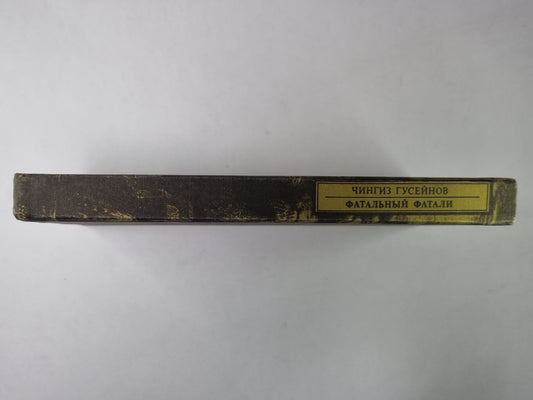 ЧИНГИЗ ГУСЕЙНОВ
ФАТАЛЬНЫЙ ФАТАЛИ